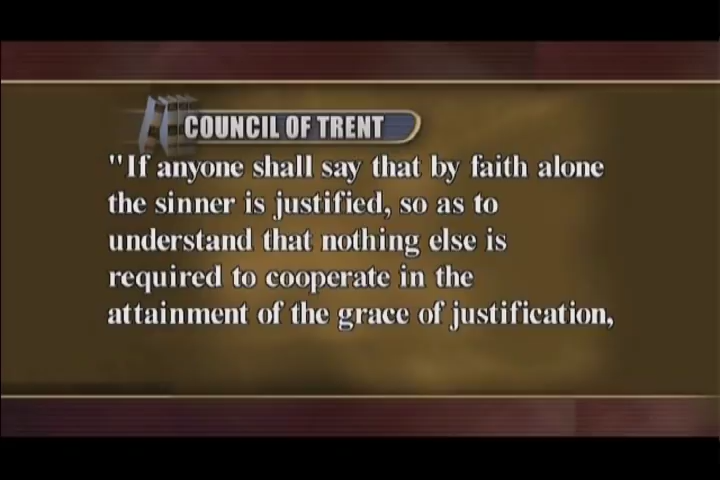 COUNCIL OF TRENT
"If anyone shall say that by faith alone
the sinner is justified, so as to
understand that nothing else is
required to cooperate in the
attainment of the grace of justification,